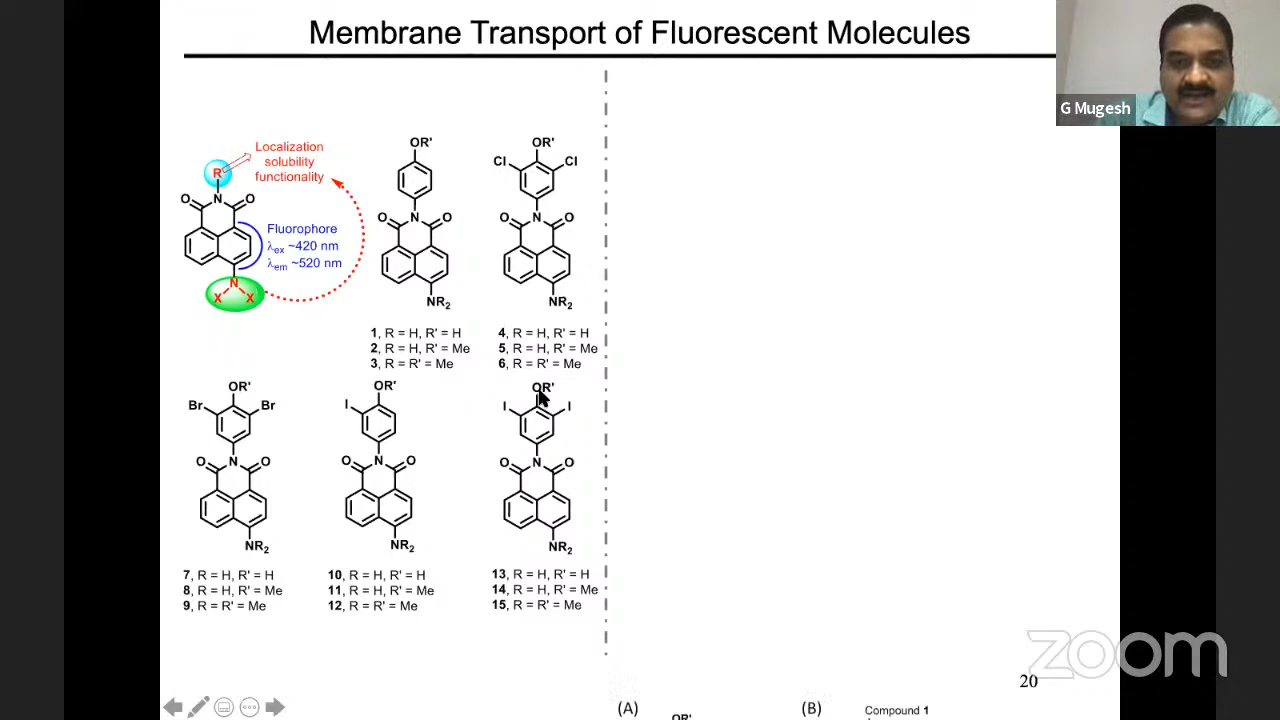 Membrane Transport of Fluorescent Molecules
G Mugesh
Localization
solubility
functionality
R
O N O
Fluorophore
λex ~420 nm
λem ~520 nm
N
X X
OR'
O N O
NR2
1, R = H, R' = H
2, R = H, R' = Me
3, R = R' = Me
OR'
Cl Cl
O N O
NR2
4, R = H, R' = H
5, R = H, R' = Me
6, R = R' = Me
OR'
Br Br
O N O
NR2
7, R = H, R' = H
8, R = H, R' = Me
9, R = R' = Me
OR'
I
O N O
NR2
10, R = H, R' = H
11, R = H, R' = Me
12, R = R' = Me
OR'
I I
O N O
NR2
13, R = H, R' = H
14, R = H, R' = Me
15, R = R' = Me
zoom
20
(A)
OR'
(B)
Compound 1